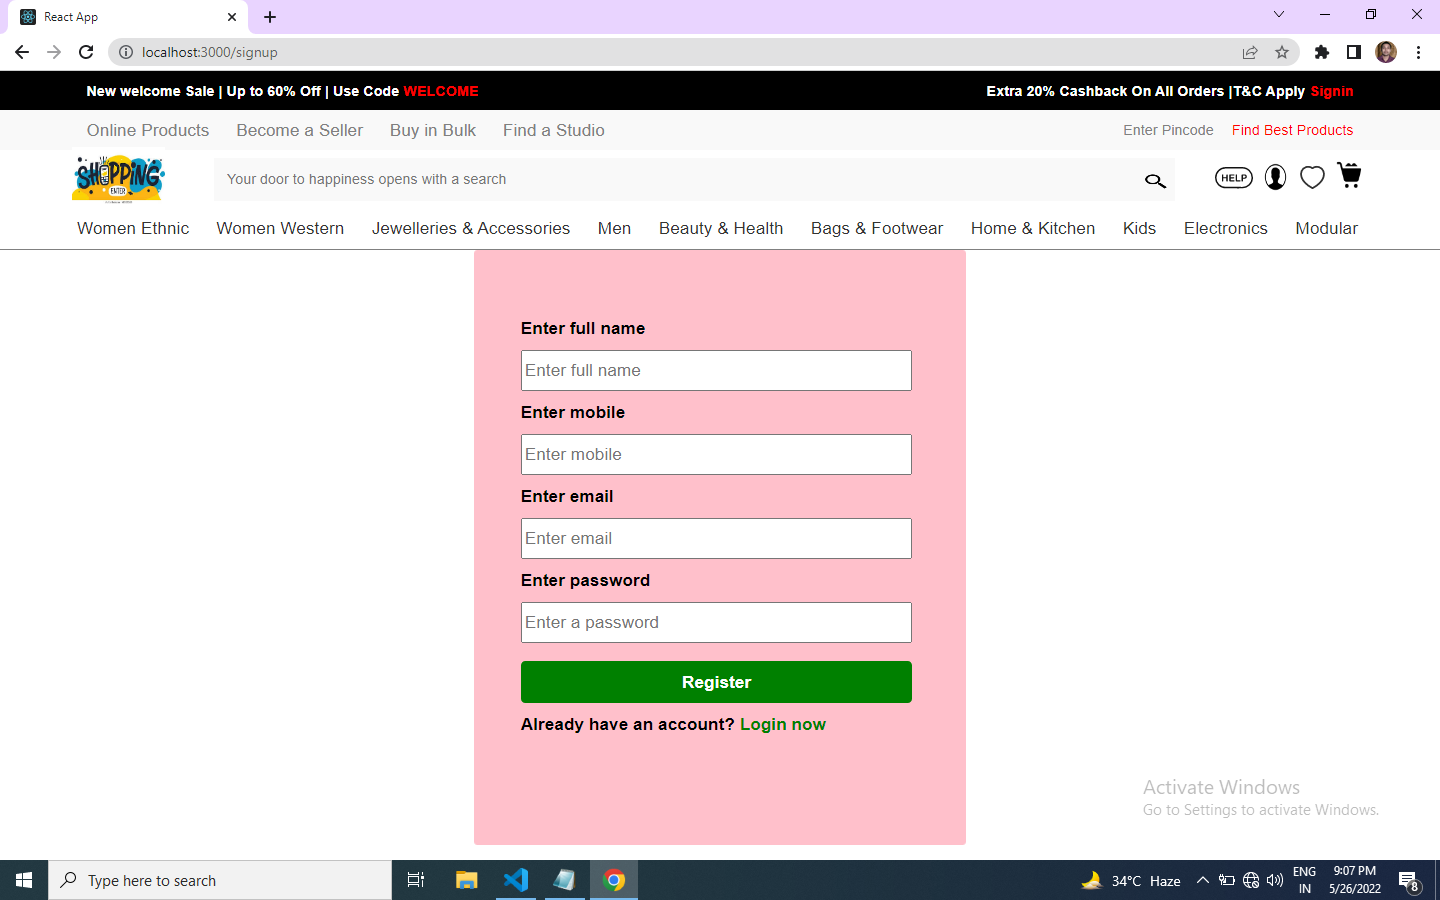 React App
localhost:3000/signup
New welcome Sale | Up to 60% Off | Use Code WELCOME
Extra 20% Cashback On All Orders |T&C Apply Signin
Online Products Become a Seller Buy in Bulk Find a Studio
Enter Pincode Find Best Products
SHOPPING
ENTER
Your door to happiness opens with a search
HELP
Women Ethnic Women Western Jewelleries & Accessories Men Beauty & Health Bags & Footwear Home & Kitchen Kids Electronics Modular
Enter full name
Enter full name
Enter mobile
Enter mobile
Enter email
Enter email
Enter password
Enter a password
Register
Already have an account? Login now
Activate Windows
Go to Settings to activate Windows.
Type here to search
34°C Haze
ENG
IN
9:07 PM
5/26/2022
8